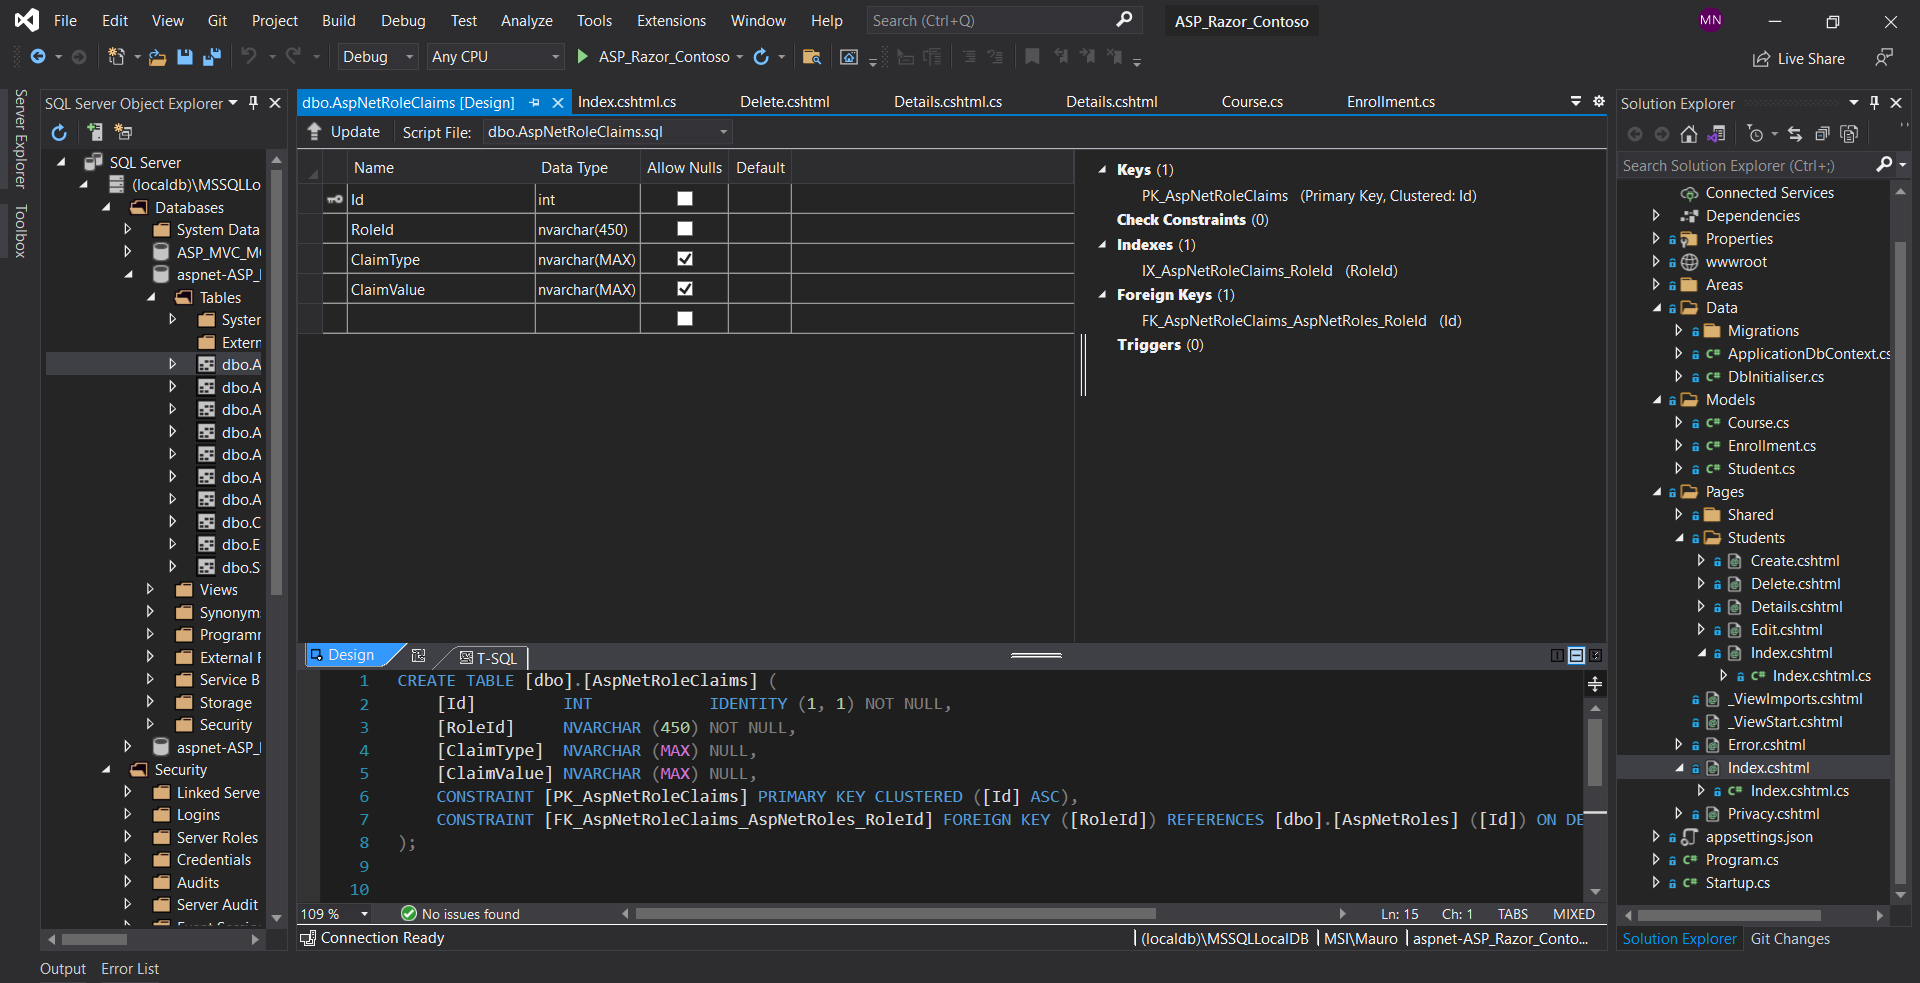 File Edit View Git Project Build Debug Test Analyze Tools Extensions Window Help Search (Ctrl+Q) ASP_Razor_Contoso MN
Debug Any CPU ASP_Razor_Contoso Live Share
Server Explorer
Toolbox
SQL Server Object Explorer
SQL Server
(localdb)\MSSQLLo
Databases
System Data
ASP_MVC_M
aspnet-ASP_
Tables
System
Extern
dbo.A
dbo.A
dbo.A
dbo.A
dbo.A
dbo.A
dbo.A
dbo.C
dbo.E
dbo.S
Views
Synonym
Programm
External
Service B
Storage
Security
aspnet-ASP_
Security
Linked Serve
Logins
Server Roles
Credentials
Audits
Server Audit
dbo.AspNetRoleClaims [Design] Index.cshtml.cs Delete.cshtml Details.cshtml.cs Details.cshtml Course.cs Enrollment.cs
Update Script File: dbo.AspNetRoleClaims.sql
Name Data Type Allow Nulls Default
Id int
RoleId nvarchar(450)
ClaimType nvarchar(MAX)
ClaimValue nvarchar(MAX)
Keys (1)
PK_AspNetRoleClaims (Primary Key, Clustered: Id)
Check Constraints (0)
Indexes (1)
IX_AspNetRoleClaims_RoleId (RoleId)
Foreign Keys (1)
FK_AspNetRoleClaims_AspNetRoles_RoleId (Id)
Triggers (0)
Design T-SQL
1 CREATE TABLE [dbo].[AspNetRoleClaims] (
2 [Id] INT IDENTITY (1, 1) NOT NULL,
3 [RoleId] NVARCHAR (450) NOT NULL,
4 [ClaimType] NVARCHAR (MAX) NULL,
5 [ClaimValue] NVARCHAR (MAX) NULL,
6 CONSTRAINT [PK_AspNetRoleClaims] PRIMARY KEY CLUSTERED ([Id] ASC),
7 CONSTRAINT [FK_AspNetRoleClaims_AspNetRoles_RoleId] FOREIGN KEY ([RoleId]) REFERENCES [dbo].[AspNetRoles] ([Id]) ON DE
8 );
9
10
109 % No issues found Ln: 15 Ch: 1 TABS MIXED
Connection Ready (localdb)\MSSQLLocalDB MSI\Mauro aspnet-ASP_Razor_Conto...
Solution Explorer
Search Solution Explorer (Ctrl+;)
Connected Services
Dependencies
Properties
wwwroot
Areas
Data
Migrations
ApplicationDbContext.cs
DbInitialiser.cs
Models
Course.cs
Enrollment.cs
Student.cs
Pages
Shared
Students
Create.cshtml
Delete.cshtml
Details.cshtml
Edit.cshtml
Index.cshtml
Index.cshtml.cs
_ViewImports.cshtml
_ViewStart.cshtml
Error.cshtml
Index.cshtml
Index.cshtml.cs
Privacy.cshtml
appsettings.json
Program.cs
Startup.cs
Solution Explorer Git Changes
Output Error List